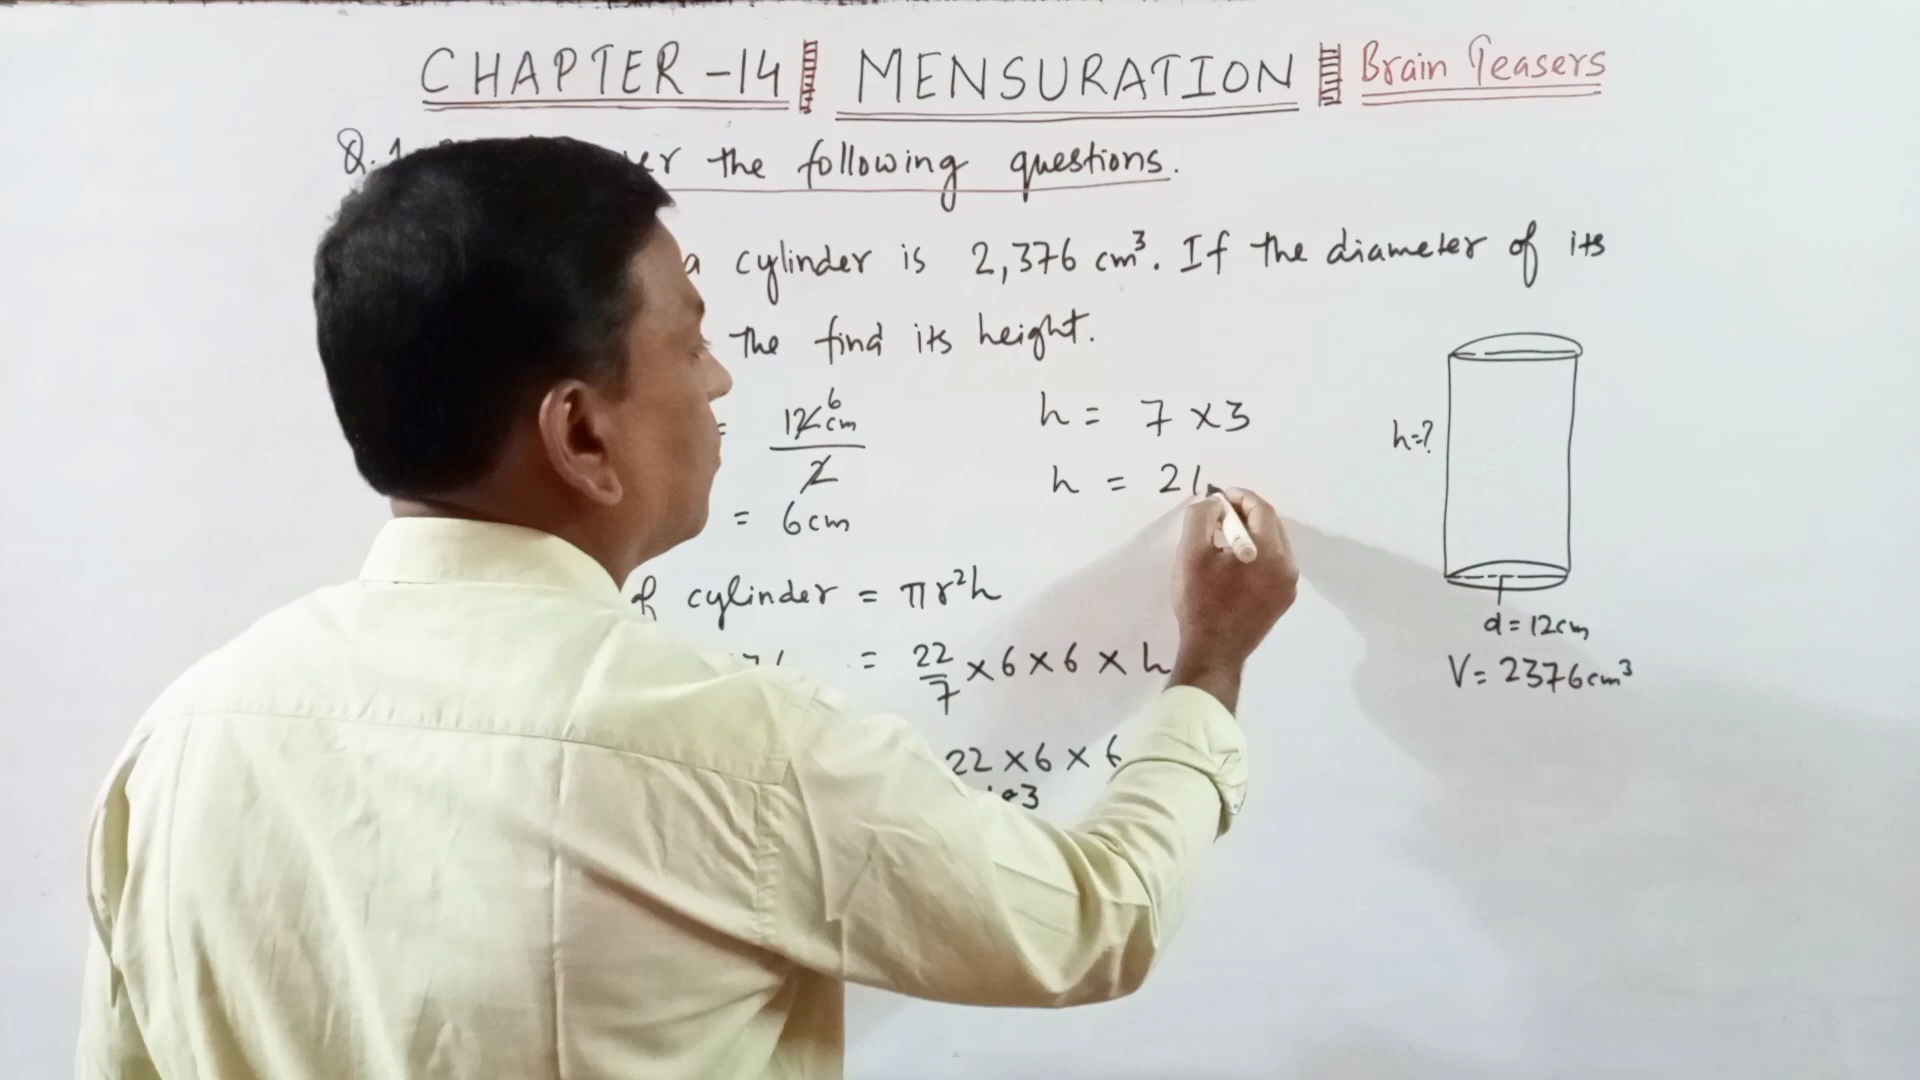 CHAPTER -14 MENSURATION Brain Teasers
Q.1 er the following questions.
a cylinder is 2,376 cm³. If the diameter of its
the find its height.
= 12 6 cm
2
= 6cm
h = 7 × 3
h = 21
h=?
d = 12cm
V = 2376cm³
of cylinder = πr²h
= 22/7 × 6 × 6 × h
22 × 6 × 6
3